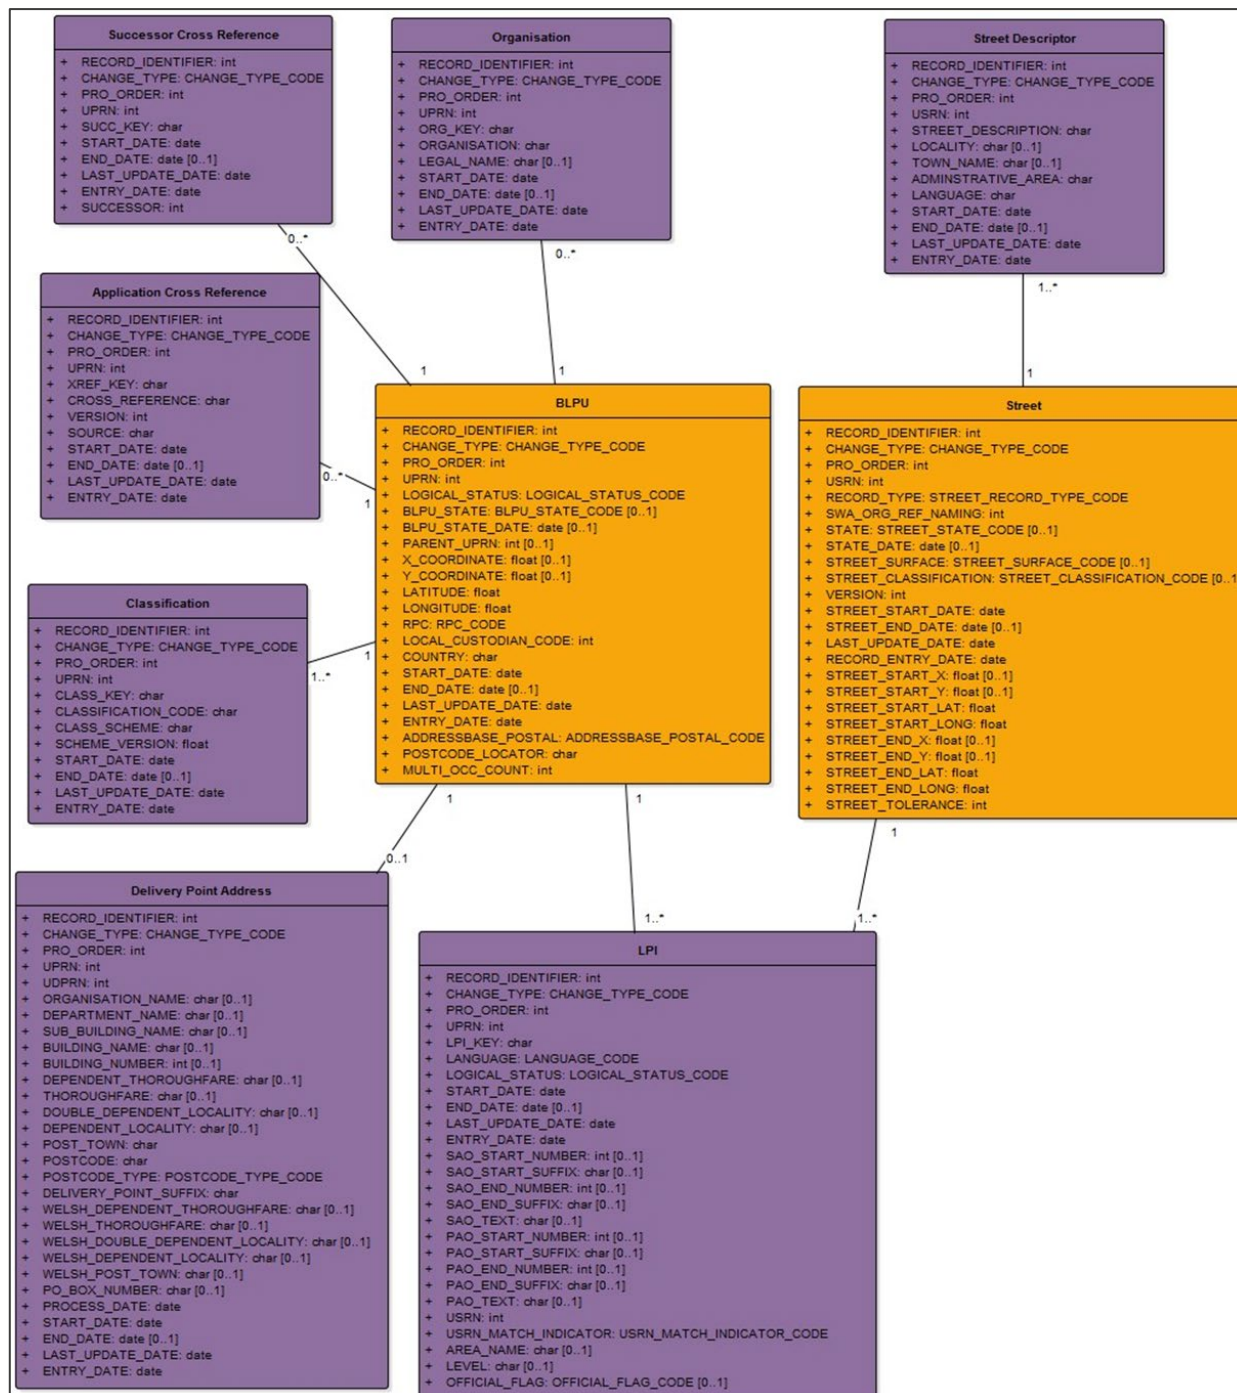 Successor Cross Reference
+ RECORD_IDENTIFIER: int
+ CHANGE_TYPE: CHANGE_TYPE_CODE
+ PRO_ORDER: int
+ UPRN: int
+ SUCC_KEY: char
+ START_DATE: date
+ END_DATE: date [0..1]
+ LAST_UPDATE_DATE: date
+ ENTRY_DATE: date
+ SUCCESSOR: int
0..*
1
Organisation
+ RECORD_IDENTIFIER: int
+ CHANGE_TYPE: CHANGE_TYPE_CODE
+ PRO_ORDER: int
+ UPRN: int
+ ORG_KEY: char
+ ORGANISATION: char
+ LEGAL_NAME: char [0..1]
+ START_DATE: date
+ END_DATE: date [0..1]
+ LAST_UPDATE_DATE: date
+ ENTRY_DATE: date
0..*
1
Street Descriptor
+ RECORD_IDENTIFIER: int
+ CHANGE_TYPE: CHANGE_TYPE_CODE
+ PRO_ORDER: int
+ USRN: int
+ STREET_DESCRIPTION: char
+ LOCALITY: char [0..1]
+ TOWN_NAME: char [0..1]
+ ADMINSTRATIVE_AREA: char
+ LANGUAGE: char
+ START_DATE: date
+ END_DATE: date [0..1]
+ LAST_UPDATE_DATE: date
+ ENTRY_DATE: date
1..*
1
Application Cross Reference
+ RECORD_IDENTIFIER: int
+ CHANGE_TYPE: CHANGE_TYPE_CODE
+ PRO_ORDER: int
+ UPRN: int
+ XREF_KEY: char
+ CROSS_REFERENCE: char
+ VERSION: int
+ SOURCE: char
+ START_DATE: date
+ END_DATE: date [0..1]
+ LAST_UPDATE_DATE: date
+ ENTRY_DATE: date
0..*
1
BLPU
+ RECORD_IDENTIFIER: int
+ CHANGE_TYPE: CHANGE_TYPE_CODE
+ PRO_ORDER: int
+ UPRN: int
+ LOGICAL_STATUS: LOGICAL_STATUS_CODE
+ BLPU_STATE: BLPU_STATE_CODE [0..1]
+ BLPU_STATE_DATE: date [0..1]
+ PARENT_UPRN: int [0..1]
+ X_COORDINATE: float [0..1]
+ Y_COORDINATE: float [0..1]
+ LATITUDE: float
+ LONGITUDE: float
+ RPC: RPC_CODE
+ LOCAL_CUSTODIAN_CODE: int
+ COUNTRY: char
+ START_DATE: date
+ END_DATE: date [0..1]
+ LAST_UPDATE_DATE: date
+ ENTRY_DATE: date
+ ADDRESSBASE_POSTAL: ADDRESSBASE_POSTAL_CODE
+ POSTCODE_LOCATOR: char
+ MULTI_OCC_COUNT: int
Street
+ RECORD_IDENTIFIER: int
+ CHANGE_TYPE: CHANGE_TYPE_CODE
+ PRO_ORDER: int
+ USRN: int
+ RECORD_TYPE: STREET_RECORD_TYPE_CODE
+ SWA_ORG_REF_NAMING: int
+ STATE: STREET_STATE_CODE [0..1]
+ STATE_DATE: date [0..1]
+ STREET_SURFACE: STREET_SURFACE_CODE [0..1]
+ STREET_CLASSIFICATION: STREET_CLASSIFICATION_CODE [0..1
+ VERSION: int
+ STREET_START_DATE: date
+ STREET_END_DATE: date [0..1]
+ LAST_UPDATE_DATE: date
+ RECORD_ENTRY_DATE: date
+ STREET_START_X: float [0..1]
+ STREET_START_Y: float [0..1]
+ STREET_START_LAT: float
+ STREET_START_LONG: float
+ STREET_END_X: float [0..1]
+ STREET_END_Y: float [0..1]
+ STREET_END_LAT: float
+ STREET_END_LONG: float
+ STREET_TOLERANCE: int
Classification
+ RECORD_IDENTIFIER: int
+ CHANGE_TYPE: CHANGE_TYPE_CODE
+ PRO_ORDER: int
+ UPRN: int
+ CLASS_KEY: char
+ CLASSIFICATION_CODE: char
+ CLASS_SCHEME: char
+ SCHEME_VERSION: float
+ START_DATE: date
+ END_DATE: date [0..1]
+ LAST_UPDATE_DATE: date
+ ENTRY_DATE: date
1..*
1
1
0..1
1
1..*
1
1..*
Delivery Point Address
+ RECORD_IDENTIFIER: int
+ CHANGE_TYPE: CHANGE_TYPE_CODE
+ PRO_ORDER: int
+ UPRN: int
+ UDPRN: int
+ ORGANISATION_NAME: char [0..1]
+ DEPARTMENT_NAME: char [0..1]
+ SUB_BUILDING_NAME: char [0..1]
+ BUILDING_NAME: char [0..1]
+ BUILDING_NUMBER: int [0..1]
+ DEPENDENT_THOROUGHFARE: char [0..1]
+ THOROUGHFARE: char [0..1]
+ DOUBLE_DEPENDENT_LOCALITY: char [0..1]
+ DEPENDENT_LOCALITY: char [0..1]
+ POST_TOWN: char
+ POSTCODE: char
+ POSTCODE_TYPE: POSTCODE_TYPE_CODE
+ DELIVERY_POINT_SUFFIX: char
+ WELSH_DEPENDENT_THOROUGHFARE: char [0..1]
+ WELSH_THOROUGHFARE: char [0..1]
+ WELSH_DOUBLE_DEPENDENT_LOCALITY: char [0..1]
+ WELSH_DEPENDENT_LOCALITY: char [0..1]
+ WELSH_POST_TOWN: char [0..1]
+ PO_BOX_NUMBER: char [0..1]
+ PROCESS_DATE: date
+ START_DATE: date
+ END_DATE: date [0..1]
+ LAST_UPDATE_DATE: date
+ ENTRY_DATE: date
LPI
+ RECORD_IDENTIFIER: int
+ CHANGE_TYPE: CHANGE_TYPE_CODE
+ PRO_ORDER: int
+ UPRN: int
+ LPI_KEY: char
+ LANGUAGE: LANGUAGE_CODE
+ LOGICAL_STATUS: LOGICAL_STATUS_CODE
+ START_DATE: date
+ END_DATE: date [0..1]
+ LAST_UPDATE_DATE: date
+ ENTRY_DATE: date
+ SAO_START_NUMBER: int [0..1]
+ SAO_START_SUFFIX: char [0..1]
+ SAO_END_NUMBER: int [0..1]
+ SAO_END_SUFFIX: char [0..1]
+ SAO_TEXT: char [0..1]
+ PAO_START_NUMBER: int [0..1]
+ PAO_START_SUFFIX: char [0..1]
+ PAO_END_NUMBER: int [0..1]
+ PAO_END_SUFFIX: char [0..1]
+ PAO_TEXT: char [0..1]
+ USRN: int
+ USRN_MATCH_INDICATOR: USRN_MATCH_INDICATOR_CODE
+ AREA_NAME: char [0..1]
+ LEVEL: char [0..1]
+ OFFICIAL_FLAG: OFFICIAL_FLAG_CODE [0..1]